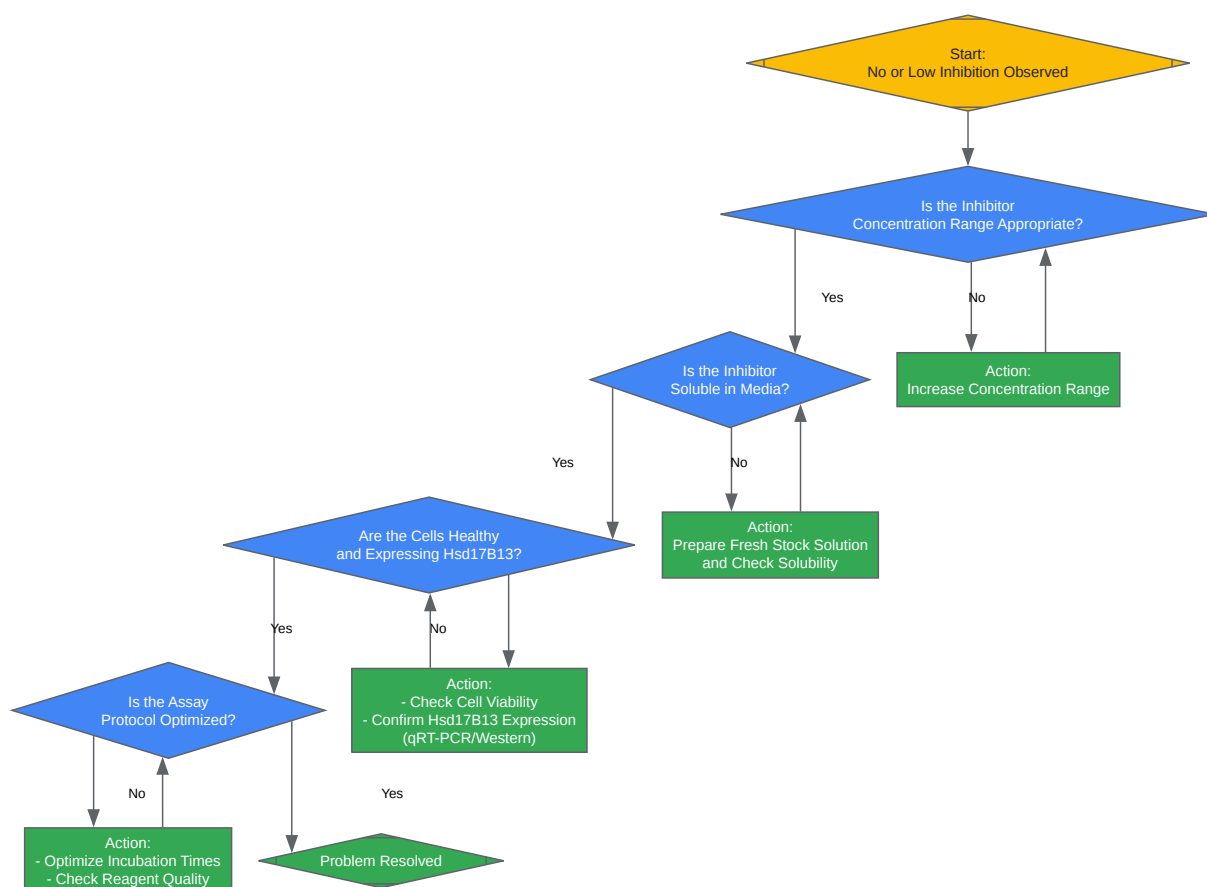 Start:
No or Low Inhibition Observed
Is the Inhibitor
Concentration Range Appropriate?
Yes
No
Action:
Increase Concentration Range
Is the Inhibitor
Soluble in Media?
Yes
No
Action:
Prepare Fresh Stock Solution
and Check Solubility
Are the Cells Healthy
and Expressing Hsd17B13?
Yes
No
Action:
- Check Cell Viability
- Confirm Hsd17B13 Expression
(qRT-PCR/Western)
Is the Assay
Protocol Optimized?
No
Yes
Action:
- Optimize Incubation Times
- Check Reagent Quality
Problem Resolved